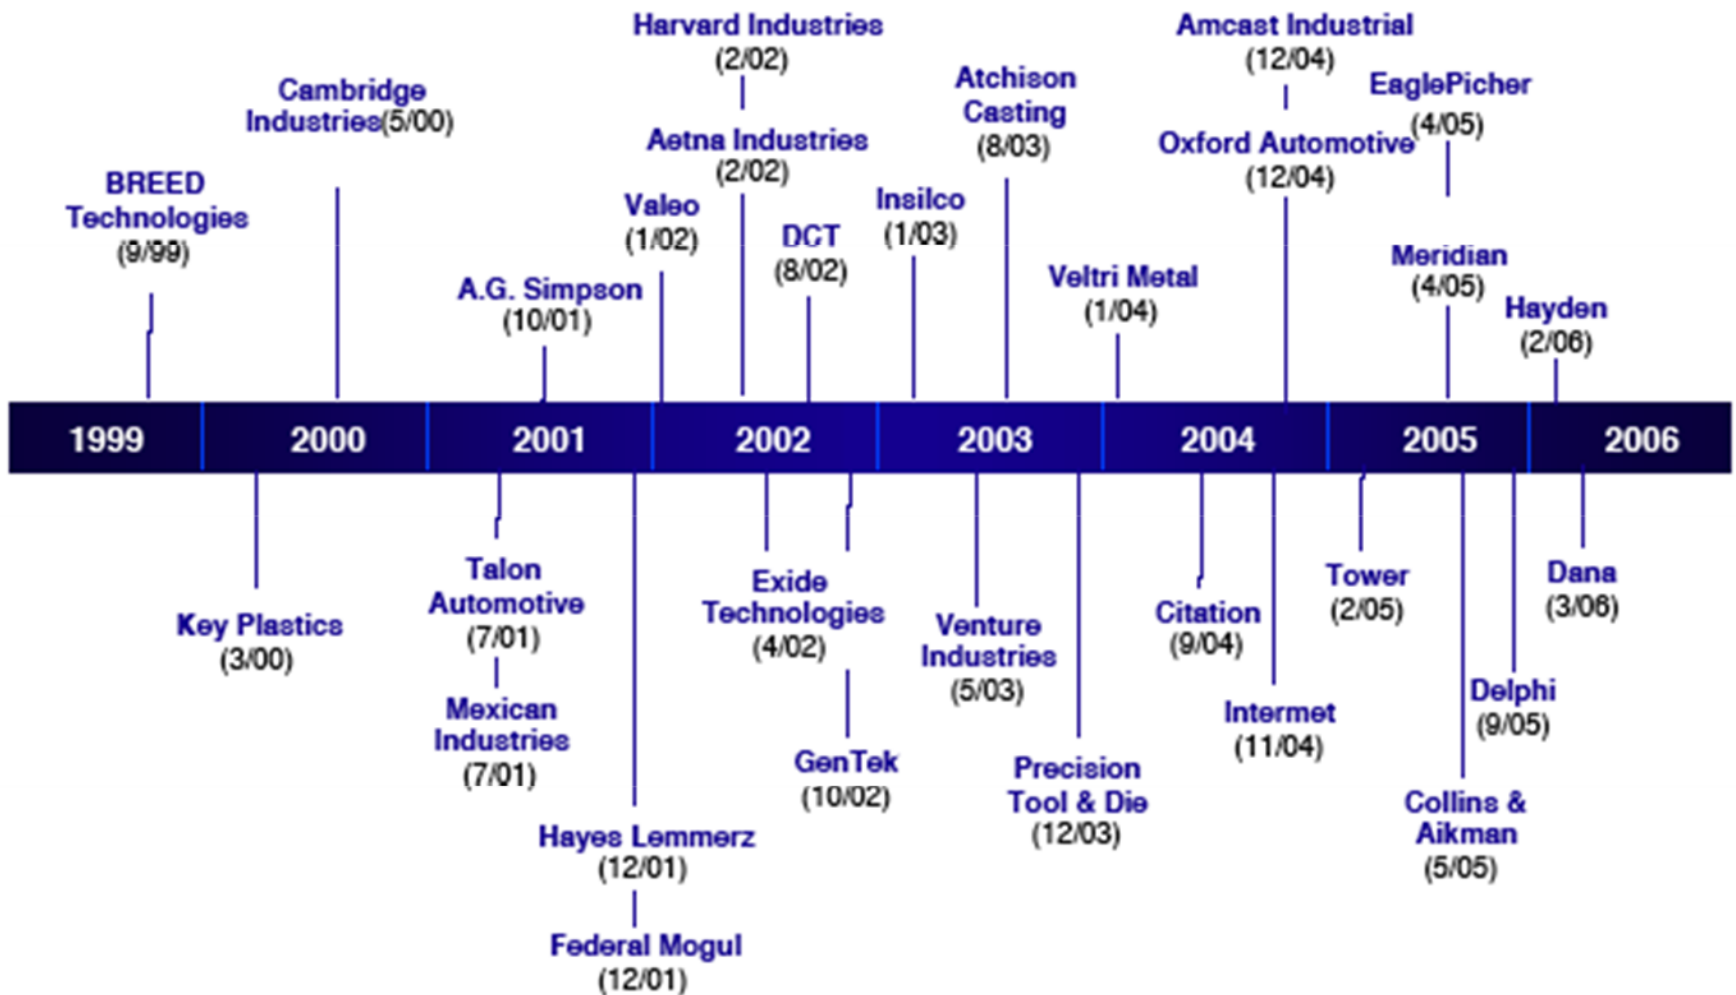 Harvard Industries
(2/02)
Amcast Industrial
(12/04)
Cambridge
Industries(5/00)
Atchison
Casting
(8/03)
EaglePicher
(4/05)
Aetna Industries
(2/02)
Oxford Automotive
(12/04)
BREED
Technologies
(9/99)
Valeo
(1/02)
DCT
(8/02)
Insilco
(1/03)
A.G. Simpson
(10/01)
Veltri Metal
(1/04)
Meridian
(4/05)
Hayden
(2/06)
1999
2000
2001
2002
2003
2004
2005
2006
Key Plastics
(3/00)
Talon
Automotive
(7/01)
Mexican
Industries
(7/01)
Hayes Lemmerz
(12/01)
Federal Mogul
(12/01)
Exide
Technologies
(4/02)
GenTek
(10/02)
Venture
Industries
(5/03)
Precision
Tool & Die
(12/03)
Citation
(9/04)
Intermet
(11/04)
Tower
(2/05)
Collins &
Aikman
(5/05)
Delphi
(9/05)
Dana
(3/06)